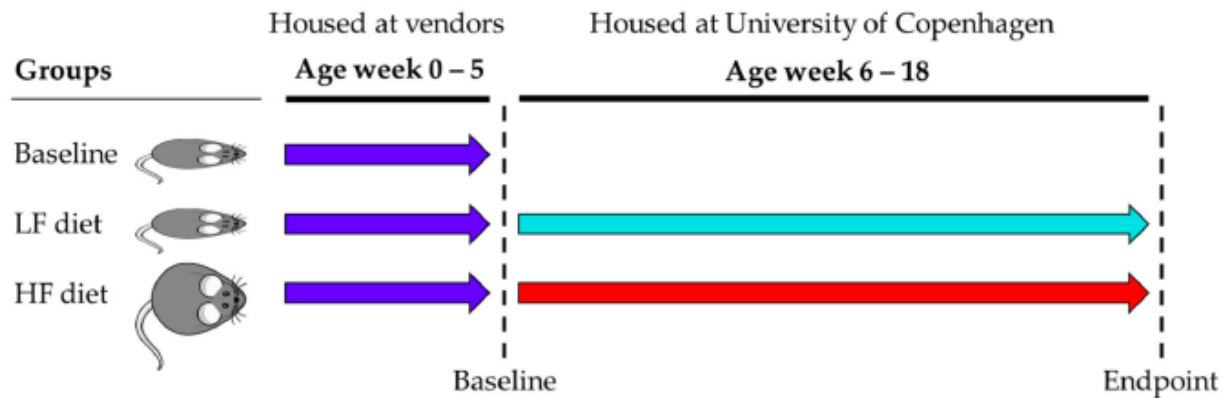 Housed at vendors
Housed at University of Copenhagen
Groups
Age week 0 – 5
Age week 6 – 18
Baseline
LF diet
HF diet
Baseline
Endpoint